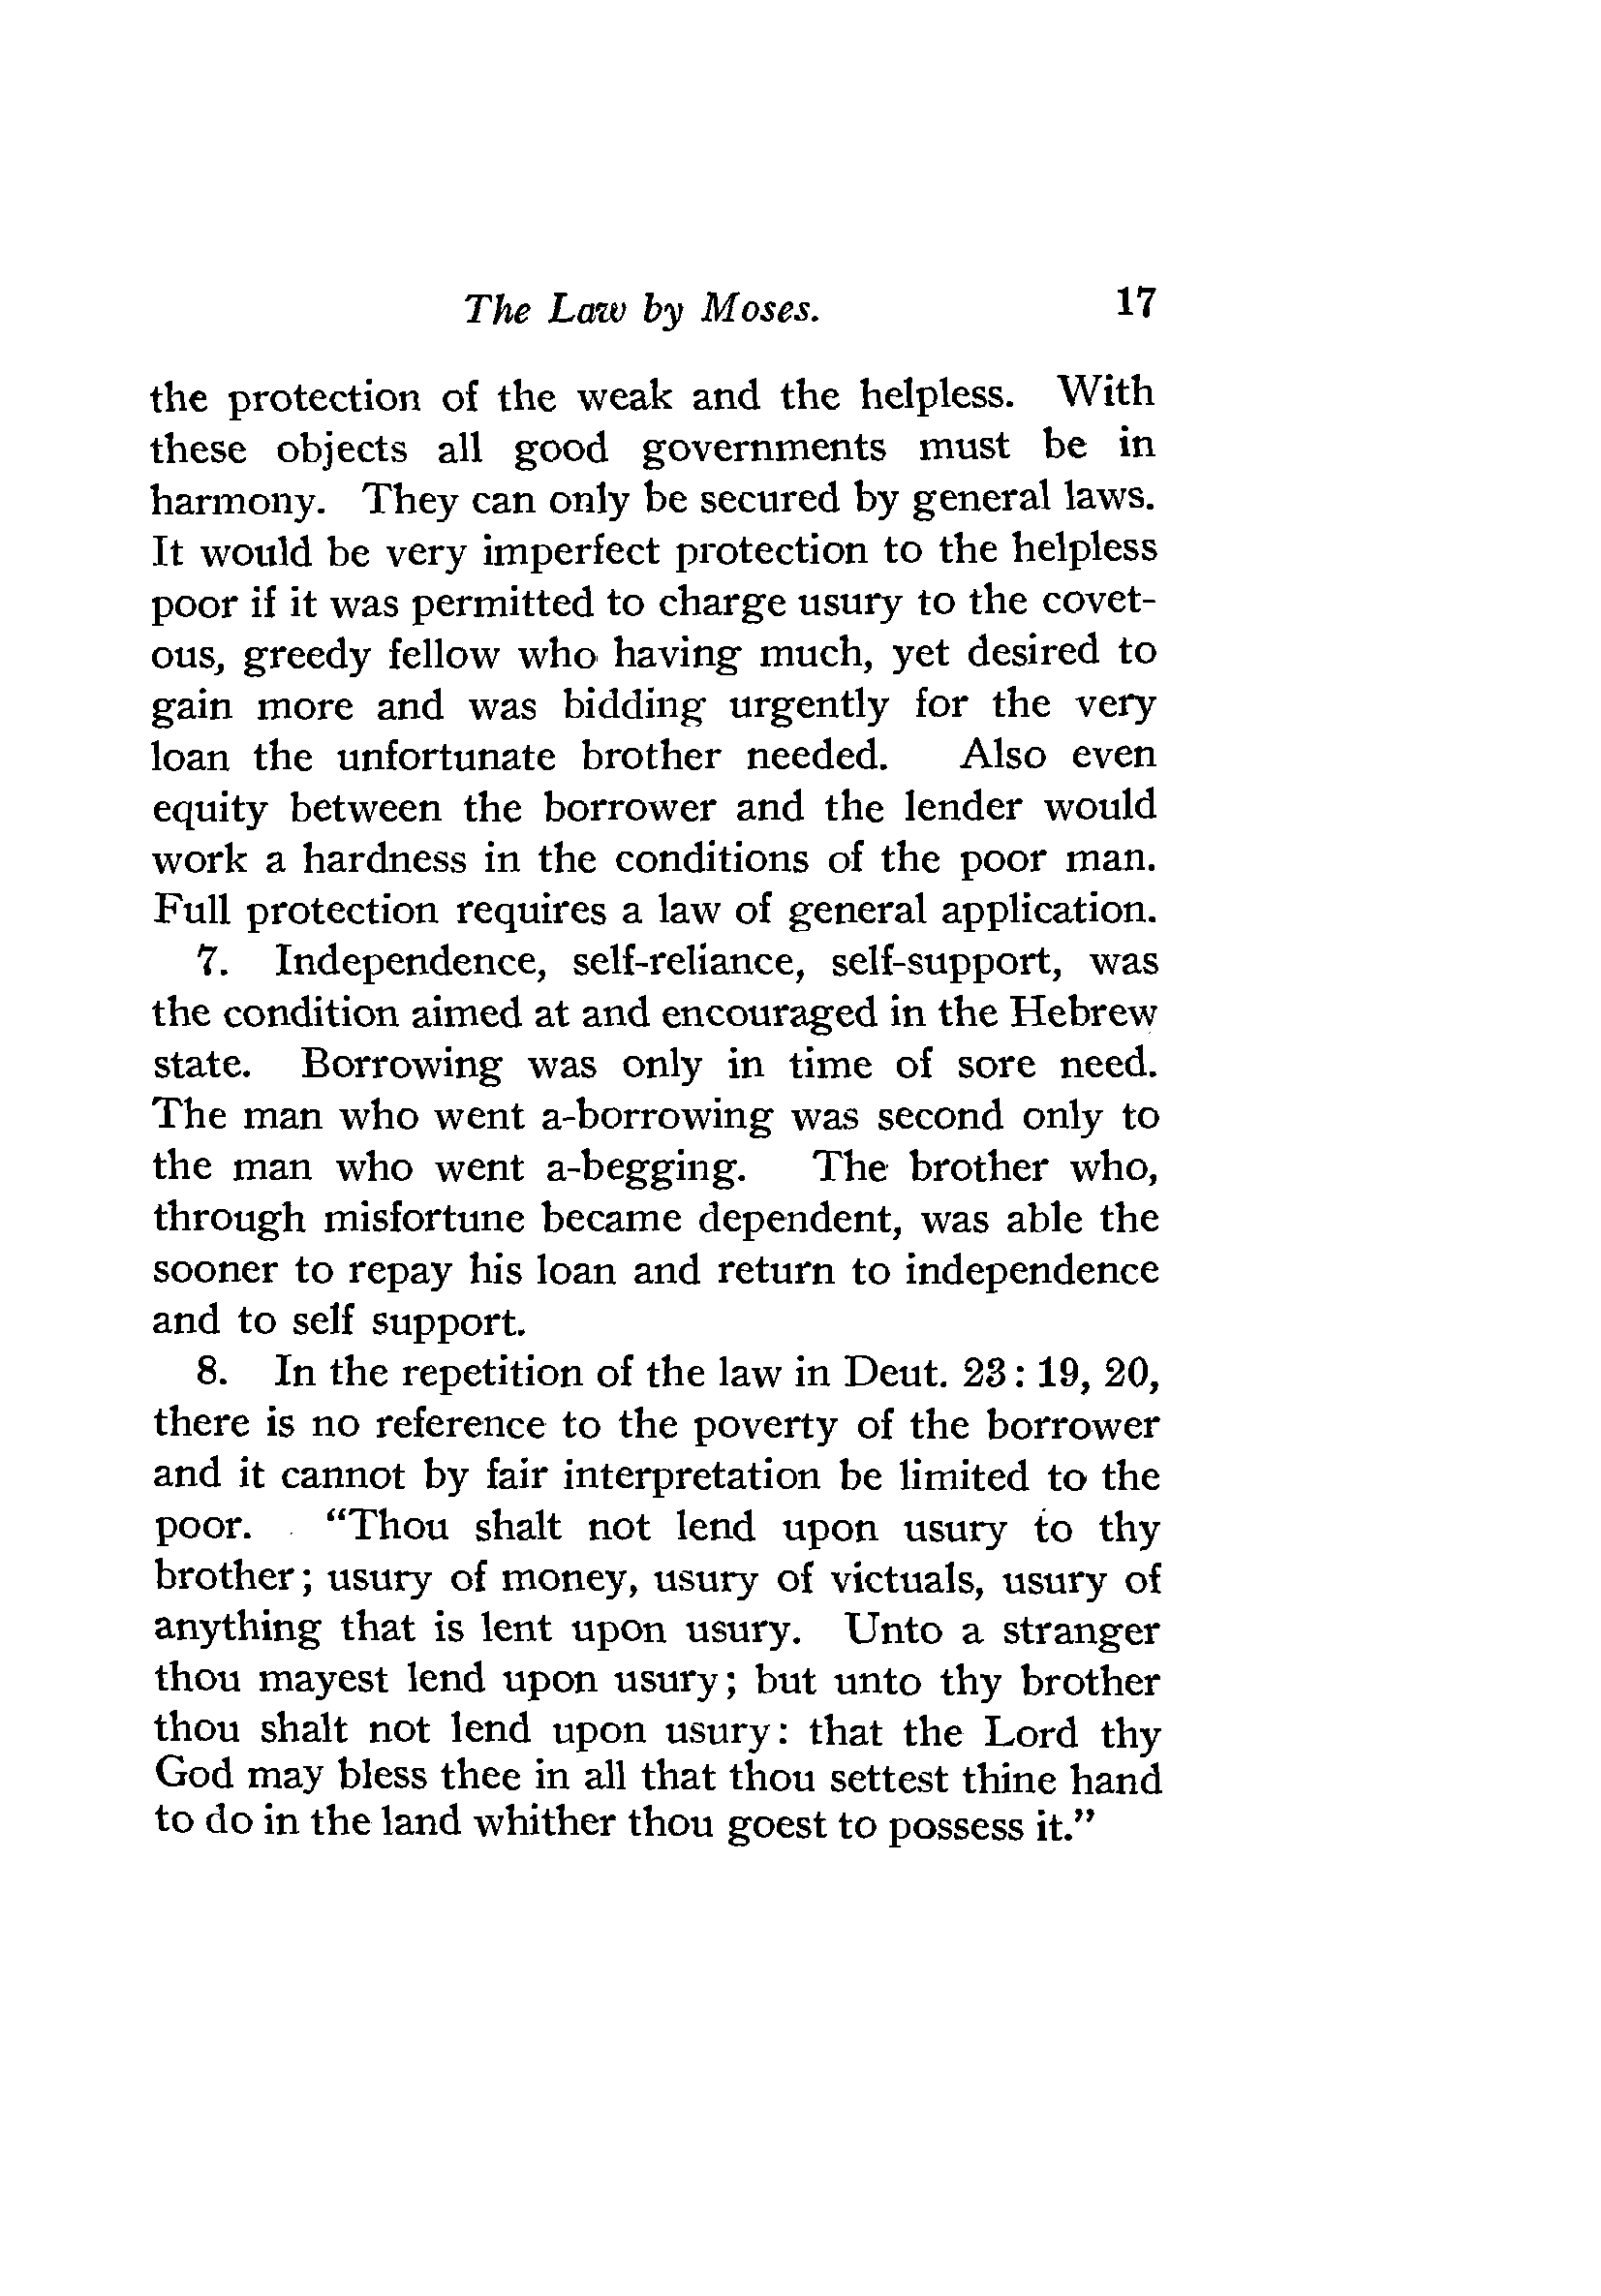 The Law by Moses. 17
the protection of the weak and the helpless. With
these objects all good governments must be in
harmony. They can only be secured by general laws.
It would be very imperfect protection to the helpless
poor if it was permitted to charge usury to the covet-
ous, greedy fellow who having much, yet desired to
gain more and was bidding urgently for the very
loan the unfortunate brother needed. Also even
equity between the borrower and the lender would
work a hardness in the conditions of the poor man.
Full protection requires a law of general application.
7. Independence, self-reliance, self-support, was
the condition aimed at and encouraged in the Hebrew
state. Borrowing was only in time of sore need.
The man who went a-borrowing was second only to
the man who went a-begging. The brother who,
through misfortune became dependent, was able the
sooner to repay his loan and return to independence
and to self support.
8. In the repetition of the law in Deut. 23: 19, 20,
there is no reference to the poverty of the borrower
and it cannot by fair interpretation be limited to the
poor. “Thou shalt not lend upon usury to thy
brother; usury of money, usury of victuals, usury of
anything that is lent upon usury. Unto a stranger
thou mayest lend upon usury; but unto thy brother
thou shalt not lend upon usury: that the Lord thy
God may bless thee in all that thou settest thine hand
to do in the land whither thou goest to possess it.”